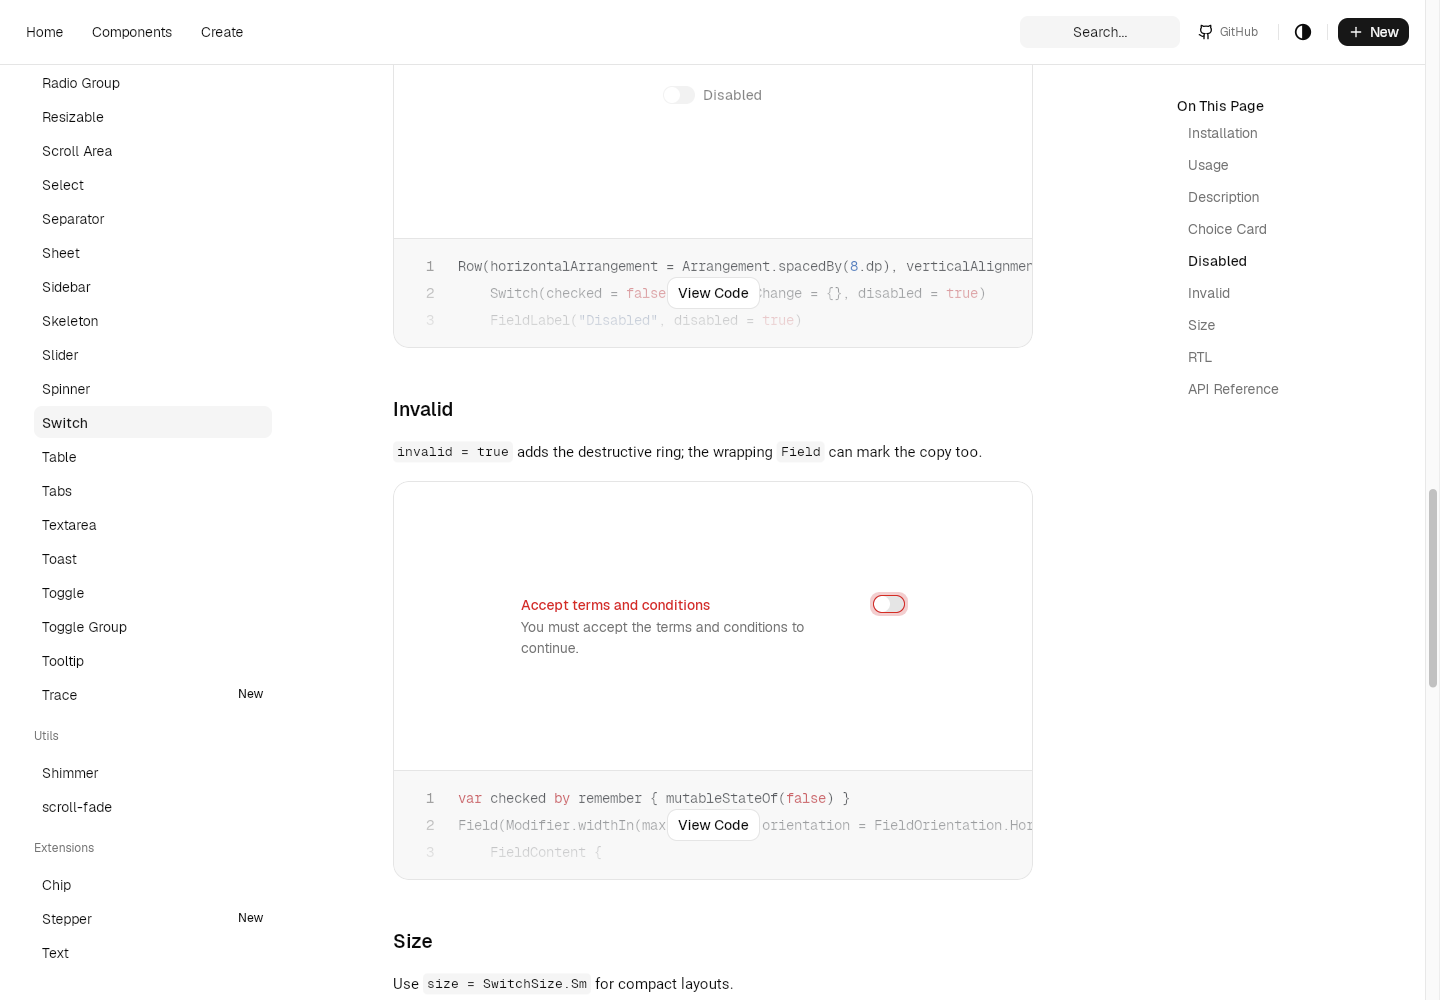 Home
Components
Create
Search...
GitHub
New
Radio Group
Resizable
Scroll Area
Select
Separator
Sheet
Sidebar
Skeleton
Slider
Spinner
Switch
Table
Tabs
Textarea
Toast
Toggle
Toggle Group
Tooltip
Trace New
Utils
Shimmer
scroll-fade
Extensions
Chip
Stepper New
Text
Disabled
1 Row(horizontalArrangement = Arrangement.spacedBy(8.dp), verticalAlignmen
2 Switch(checked = false View Code Change = {}, disabled = true)
3 FieldLabel("Disabled", disabled = true)
Invalid
invalid = true adds the destructive ring; the wrapping Field can mark the copy too.
Accept terms and conditions
You must accept the terms and conditions to
continue.
1 var checked by remember { mutableStateOf(false) }
2 Field(Modifier.widthIn(max View Code orientation = FieldOrientation.Hor
3 FieldContent {
Size
Use size = SwitchSize.Sm for compact layouts.
On This Page
Installation
Usage
Description
Choice Card
Disabled
Invalid
Size
RTL
API Reference